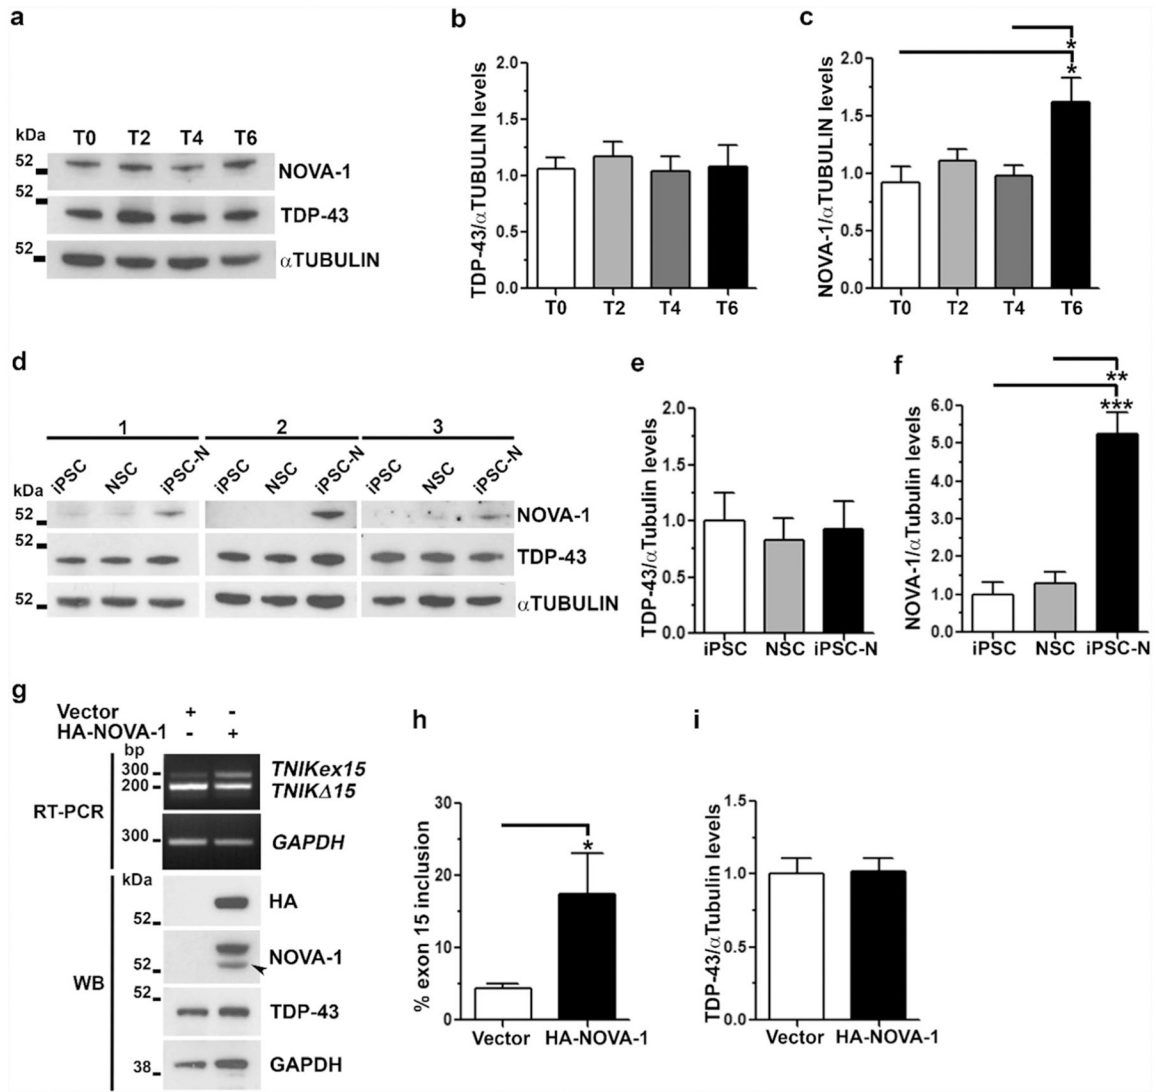 a
kDa T0 T2 T4 T6
52 NOVA-1
52 TDP-43
52 αTUBULIN
b
TDP-43/αTUBULIN levels
2.0
1.5
1.0
0.5
0.0
T0 T2 T4 T6
c
NOVA-1/αTUBULIN levels
2.0
1.5
1.0
0.5
0.0
*
*
T0 T2 T4 T6
d
1 2 3
kDa iPSC NSC iPSC-N iPSC NSC iPSC-N iPSC NSC iPSC-N
52 NOVA-1
52 TDP-43
52 αTUBULIN
e
TDP-43/αTubulin levels
2.0
1.5
1.0
0.5
0.0
iPSC NSC iPSC-N
f
NOVA-1/αTubulin levels
6.0
5.0
4.0
3.0
2.0
1.0
0.0
**
***
iPSC NSC iPSC-N
g
Vector + -
HA-NOVA-1 - +
bp
RT-PCR
300 TNIKex15
200 TNIKΔ15
300 GAPDH
kDa
WB
52 HA
52 NOVA-1
52 TDP-43
38 GAPDH
h
% exon 15 inclusion
30
20
10
0
*
Vector HA-NOVA-1
i
TDP-43/αTubulin levels
1.5
1.0
0.5
0.0
Vector HA-NOVA-1